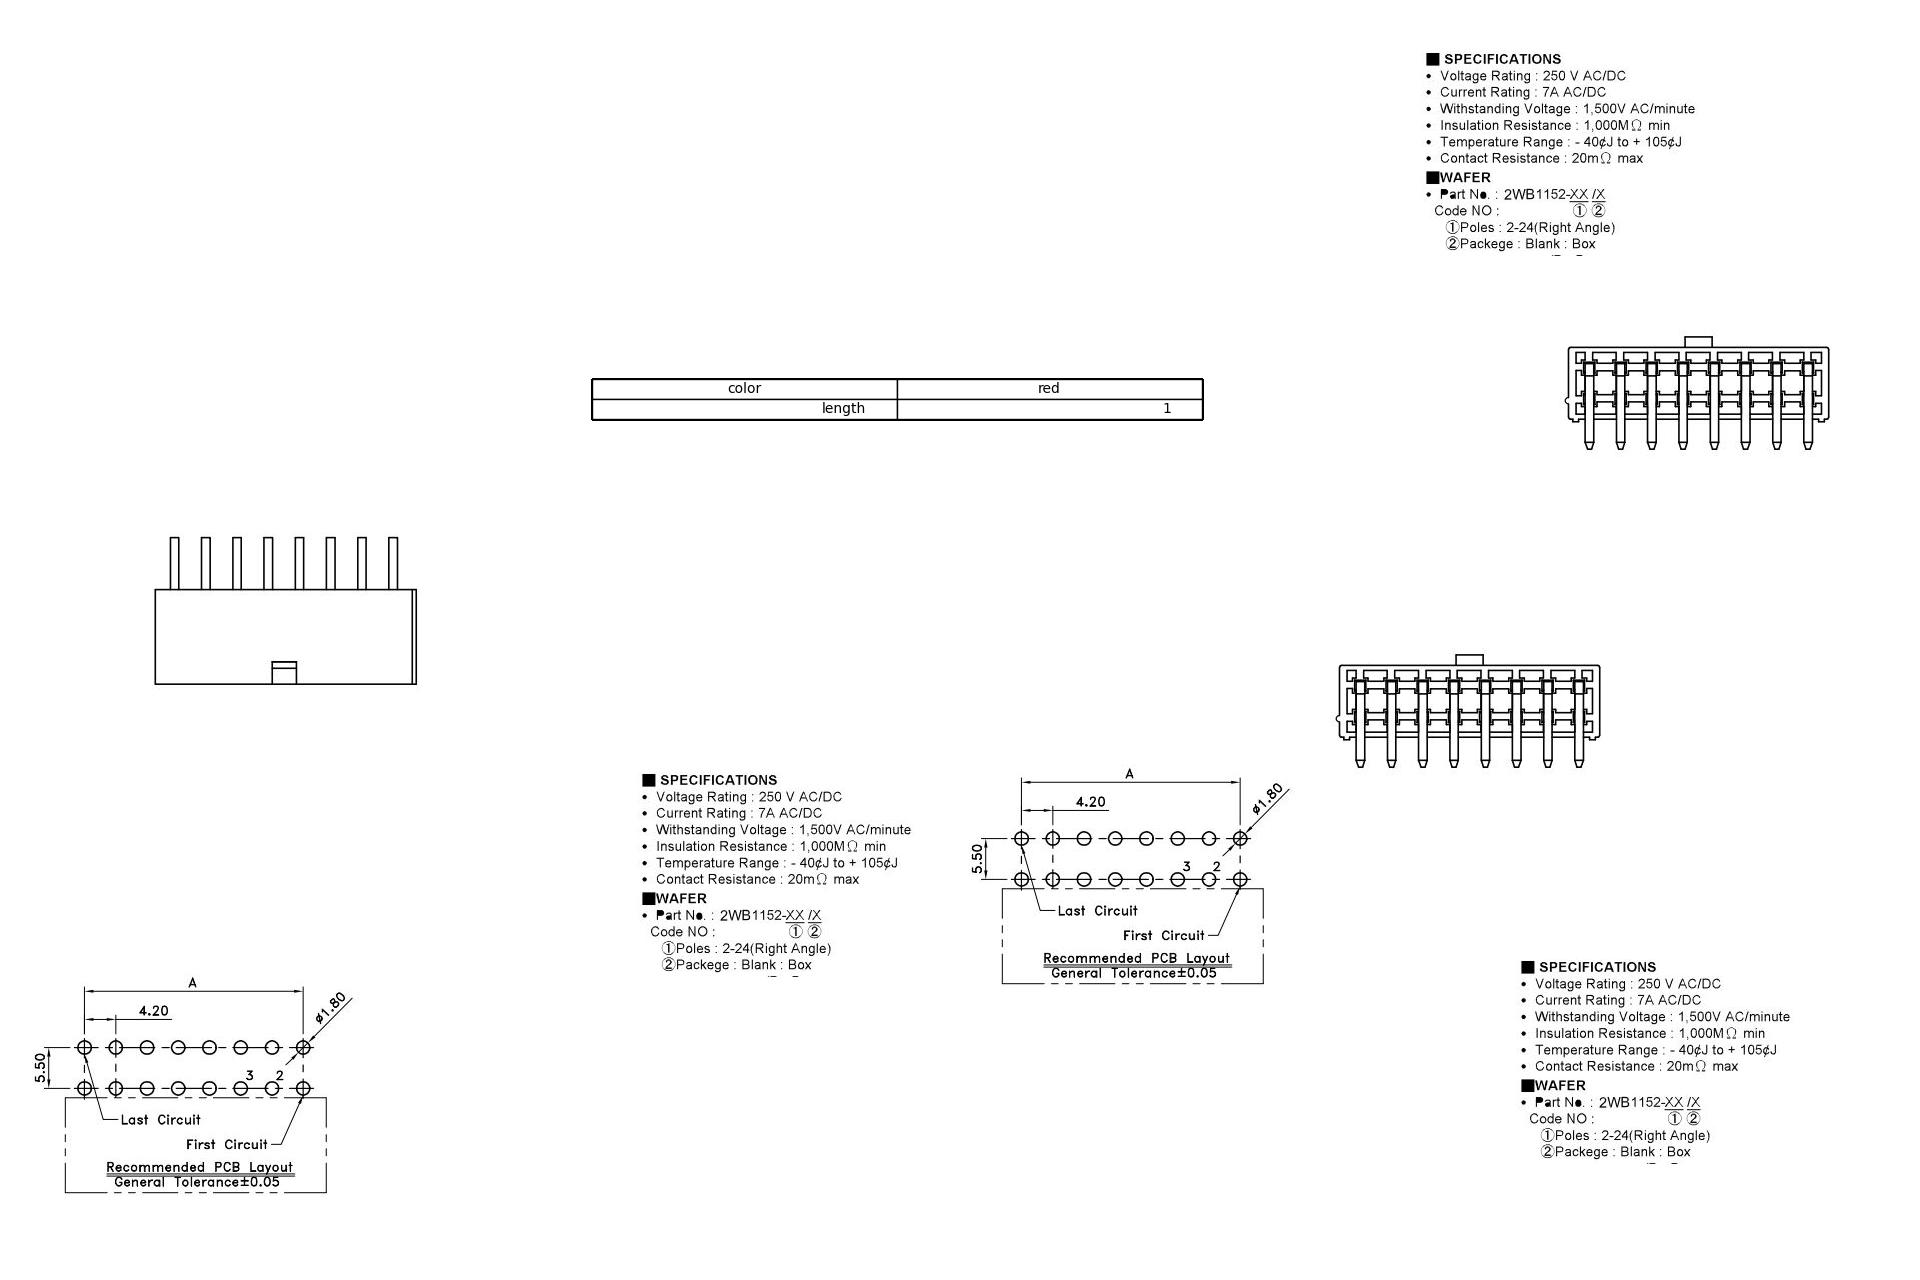 ■ SPECIFICATIONS
• Voltage Rating : 250 V AC/DC
• Current Rating : 7A AC/DC
• Withstanding Voltage : 1,500V AC/minute
• Insulation Resistance : 1,000MΩ min
• Temperature Range : - 40¢J to + 105¢J
• Contact Resistance : 20mΩ max
■WAFER
• Part No. : 2WB1152-XX /X
Code NO : ① ②
①Poles : 2-24(Right Angle)
②Packege : Blank : Box
color red
length 1
■ SPECIFICATIONS
• Voltage Rating : 250 V AC/DC
• Current Rating : 7A AC/DC
• Withstanding Voltage : 1,500V AC/minute
• Insulation Resistance : 1,000MΩ min
• Temperature Range : - 40¢J to + 105¢J
• Contact Resistance : 20mΩ max
■WAFER
• Part No. : 2WB1152-XX /X
Code NO : ① ②
①Poles : 2-24(Right Angle)
②Packege : Blank : Box
A
4.20
ø1.80
5.50
3 2
Last Circuit
First Circuit
Recommended PCB Layout
General Tolerance±0.05
A
4.20
ø1.80
5.50
3 2
Last Circuit
First Circuit
Recommended PCB Layout
General Tolerance±0.05
■ SPECIFICATIONS
• Voltage Rating : 250 V AC/DC
• Current Rating : 7A AC/DC
• Withstanding Voltage : 1,500V AC/minute
• Insulation Resistance : 1,000MΩ min
• Temperature Range : - 40¢J to + 105¢J
• Contact Resistance : 20mΩ max
■WAFER
• Part No. : 2WB1152-XX /X
Code NO : ① ②
①Poles : 2-24(Right Angle)
②Packege : Blank : Box